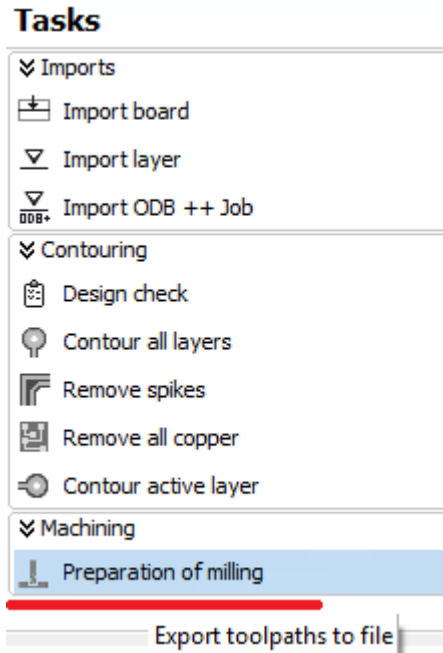 Tasks
Imports
Import board
Import layer
ODB+
Import ODB ++ Job
Contouring
Design check
Contour all layers
Remove spikes
Remove all copper
Contour active layer
Machining
Preparation of milling
Export toolpaths to file